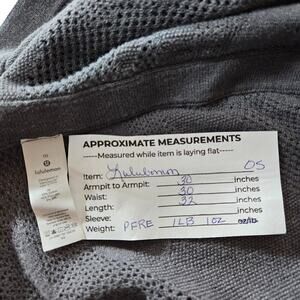 lululemon
APPROXIMATE MEASUREMENTS
-----Measured while item is laying flat-----
Item: Lululemon OS
Armpit to Armpit: 30 inches
Waist: 30 inches
Length: 32 inches
Sleeve: inches
Weight: PFRE 1LB 1oz oz/lb